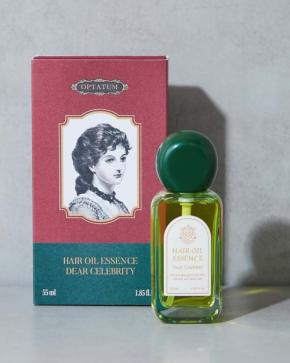 OPTATUM
HAIR OIL ESSENCE
DEAR CELEBRITY
55 ml
1.85 fl.
HAIR OIL
ESSENCE
Dear Celebrity